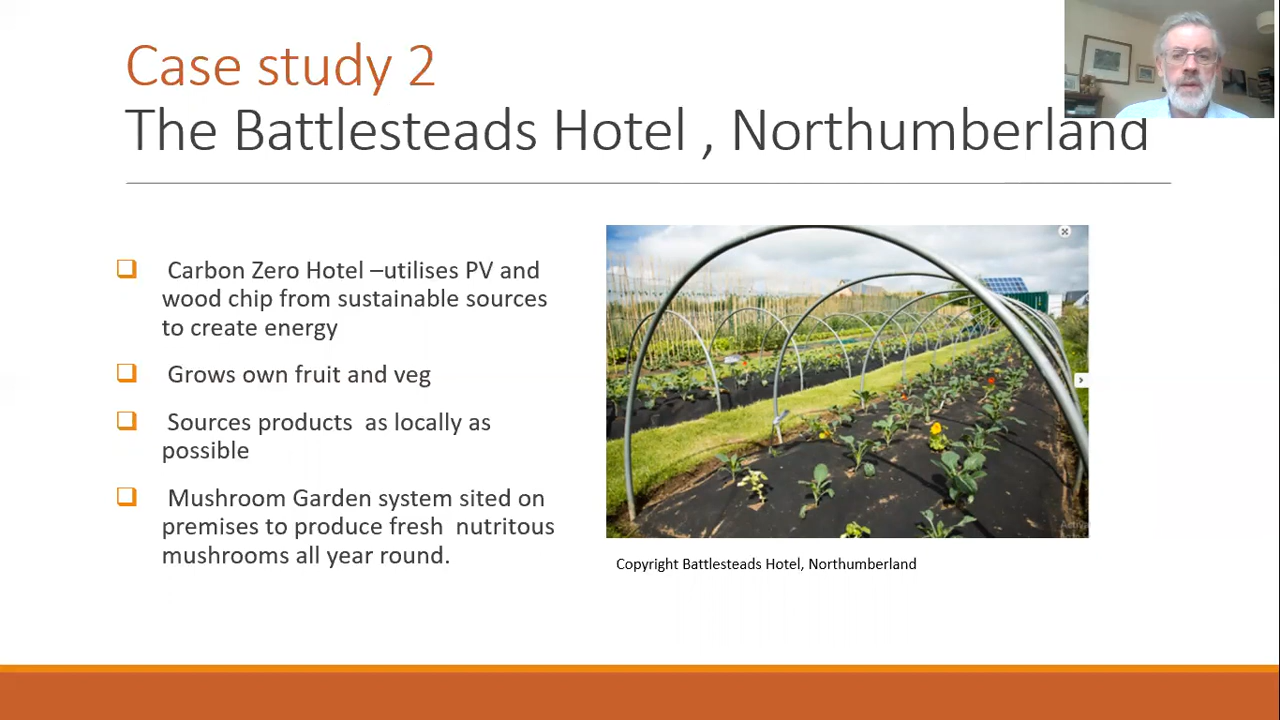 Case study 2
The Battlesteads Hotel , Northumberland
Carbon Zero Hotel –utilises PV and
wood chip from sustainable sources
to create energy
Grows own fruit and veg
Sources products as locally as
possible
Mushroom Garden system sited on
premises to produce fresh nutritous
mushrooms all year round.
Copyright Battlesteads Hotel, Northumberland